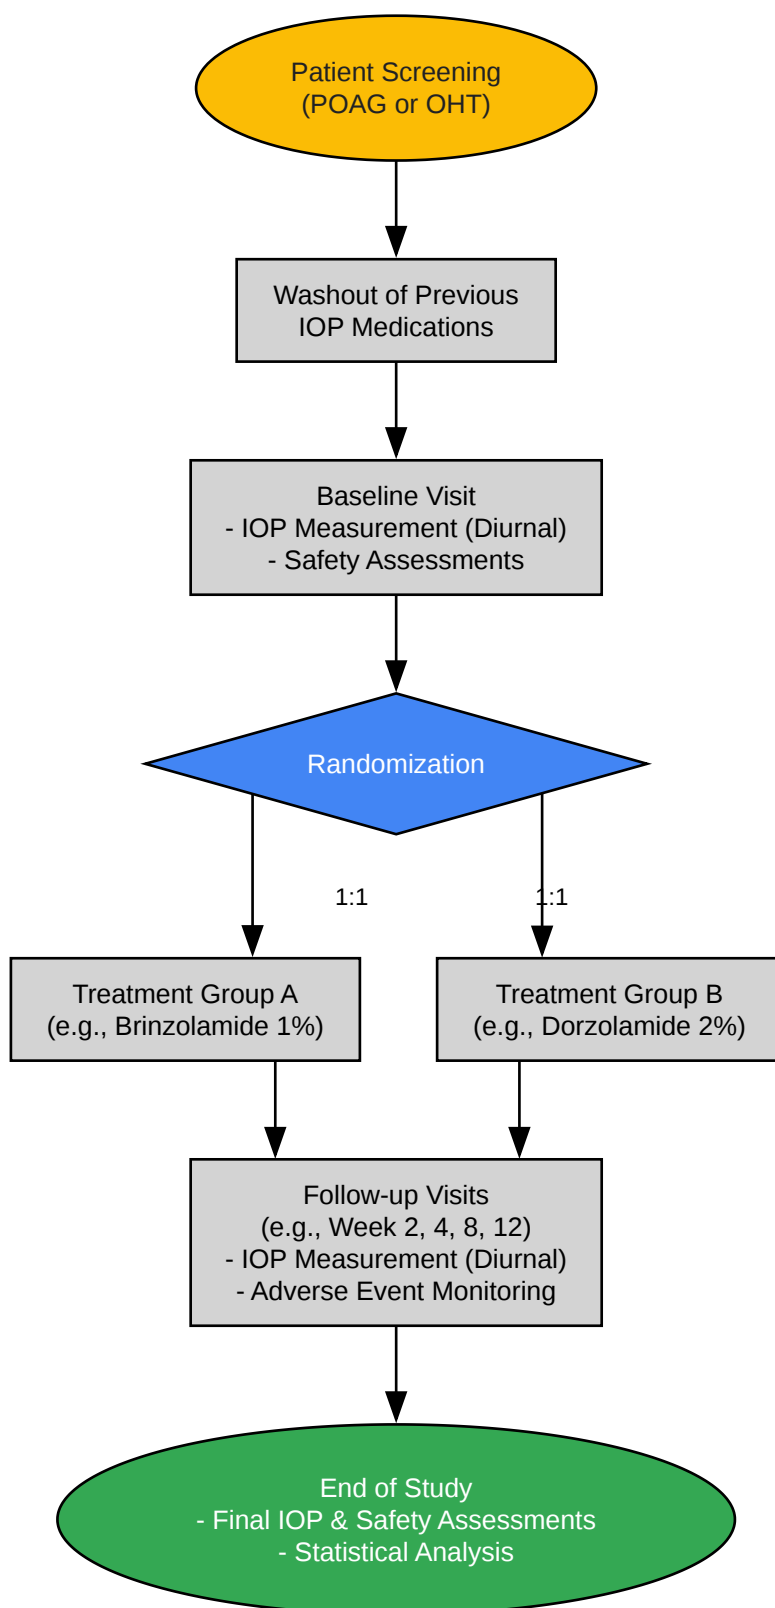 Patient Screening
(POAG or OHT)
Washout of Previous
IOP Medications
Baseline Visit
- IOP Measurement (Diurnal)
- Safety Assessments
Randomization
1:1
1:1
Treatment Group A
(e.g., Brinzolamide 1%)
Treatment Group B
(e.g., Dorzolamide 2%)
Follow-up Visits
(e.g., Week 2, 4, 8, 12)
- IOP Measurement (Diurnal)
- Adverse Event Monitoring
End of Study
- Final IOP & Safety Assessments
- Statistical Analysis